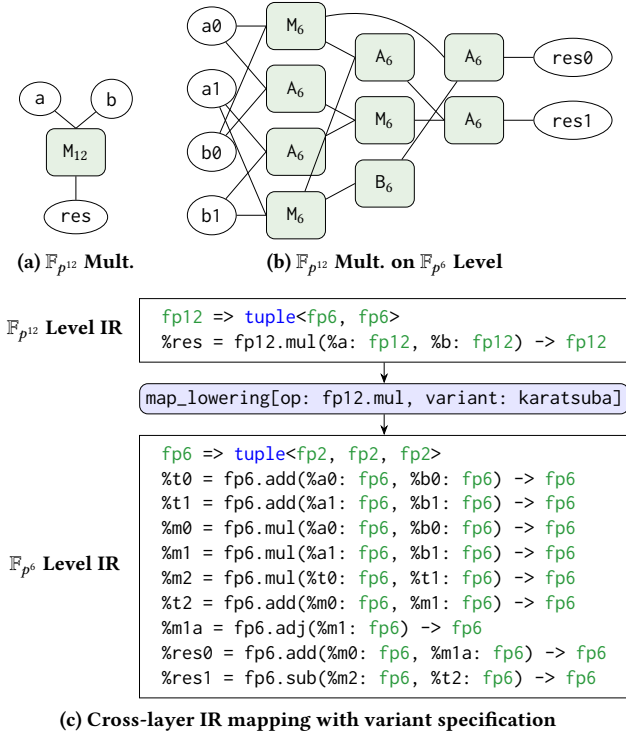 a
b
M₁₂
res
(a) 𝔽ₚ¹² Mult.
a0
a1
b0
b1
M₆
A₆
A₆
M₆
A₆
M₆
B₆
A₆
A₆
res0
res1
(b) 𝔽ₚ¹² Mult. on 𝔽ₚ⁶ Level
𝔽ₚ¹² Level IR
fp12 => tuple<fp6, fp6>
%res = fp12.mul(%a: fp12, %b: fp12) -> fp12
map_lowering[op: fp12.mul, variant: karatsuba]
𝔽ₚ⁶ Level IR
fp6 => tuple<fp2, fp2, fp2>
%t0 = fp6.add(%a0: fp6, %b0: fp6) -> fp6
%t1 = fp6.add(%a1: fp6, %b1: fp6) -> fp6
%m0 = fp6.mul(%a0: fp6, %b0: fp6) -> fp6
%m1 = fp6.mul(%a1: fp6, %b1: fp6) -> fp6
%m2 = fp6.mul(%t0: fp6, %t1: fp6) -> fp6
%t2 = fp6.add(%m0: fp6, %m1: fp6) -> fp6
%m1a = fp6.adj(%m1: fp6) -> fp6
%res0 = fp6.add(%m0: fp6, %m1a: fp6) -> fp6
%res1 = fp6.sub(%m2: fp6, %t2: fp6) -> fp6
(c) Cross-layer IR mapping with variant specification